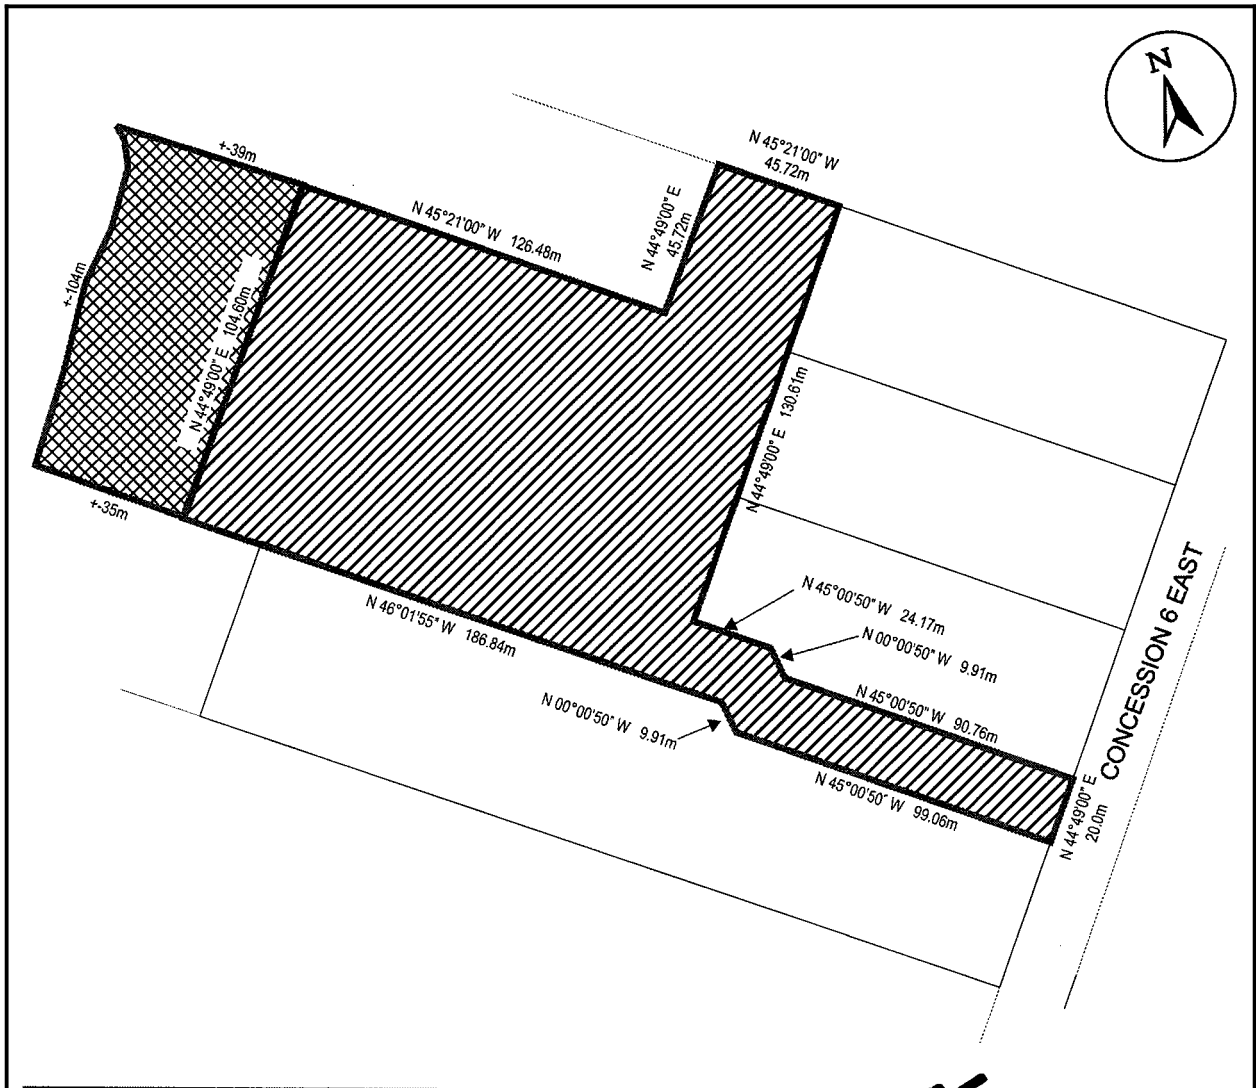 N
N 45°21'00" W
45.72m
+-39m
N 45°21'00" W 126.48m
N 44°49'00" E
45.72m
+-104m
N 44°49'00" E 104.60m
N 44°49'00" E 130.61m
+-35m
N 46°01'55" W 186.84m
N 45°00'50" W 24.17m
N 00°00'50" W 9.91m
N 00°00'50" W 9.91m
N 45°00'50" W 90.76m
N 45°00'50" W 99.06m
N 44°49'00" E
20.0m
CONCESSION 6 EAST